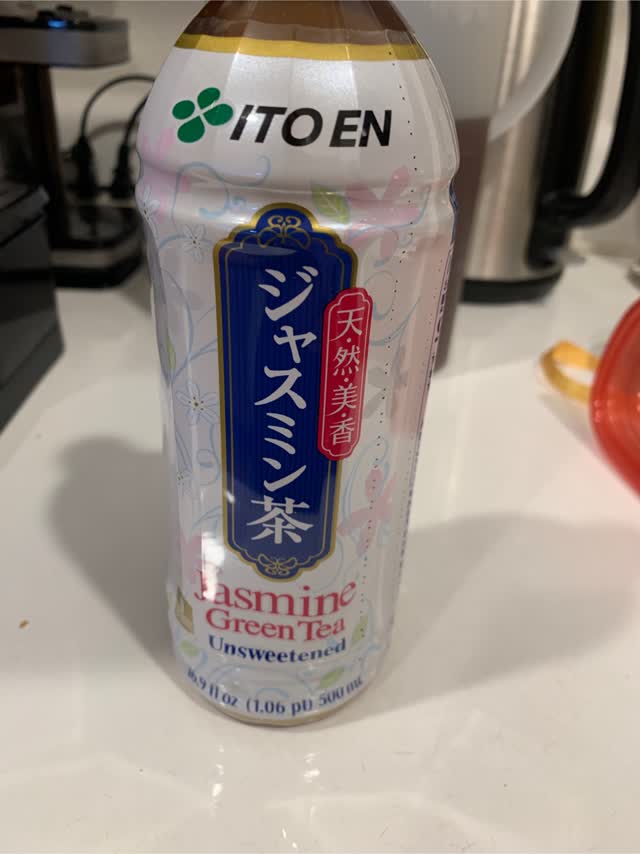 ITO EN
ジャスミン茶
天・然・美・香
Jasmine
Green Tea
Unsweetened
16.9 fl oz (1.06 pt) 500 mL